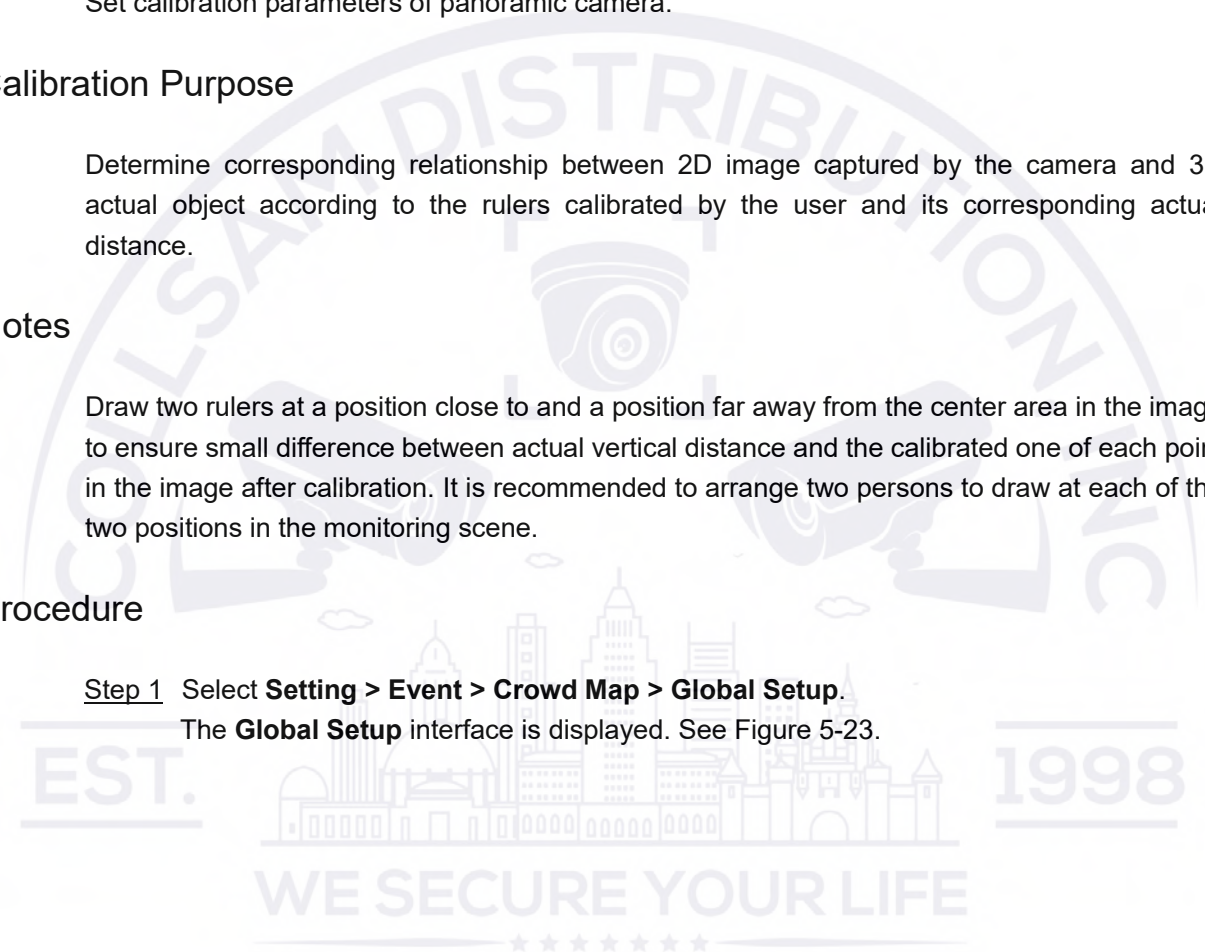 Set calibration parameters of panoramic camera.
alibration Purpose
Determine corresponding relationship between 2D image captured by the camera and 3
actual object according to the rulers calibrated by the user and its corresponding actua
distance.
otes
Draw two rulers at a position close to and a position far away from the center area in the imag
to ensure small difference between actual vertical distance and the calibrated one of each poin
in the image after calibration. It is recommended to arrange two persons to draw at each of th
two positions in the monitoring scene.
rocedure
Step 1 Select Setting > Event > Crowd Map > Global Setup.
The Global Setup interface is displayed. See Figure 5-23.
COILSAM DISTRIBUTION INC
EST. 1998
WE SECURE YOUR LIFE